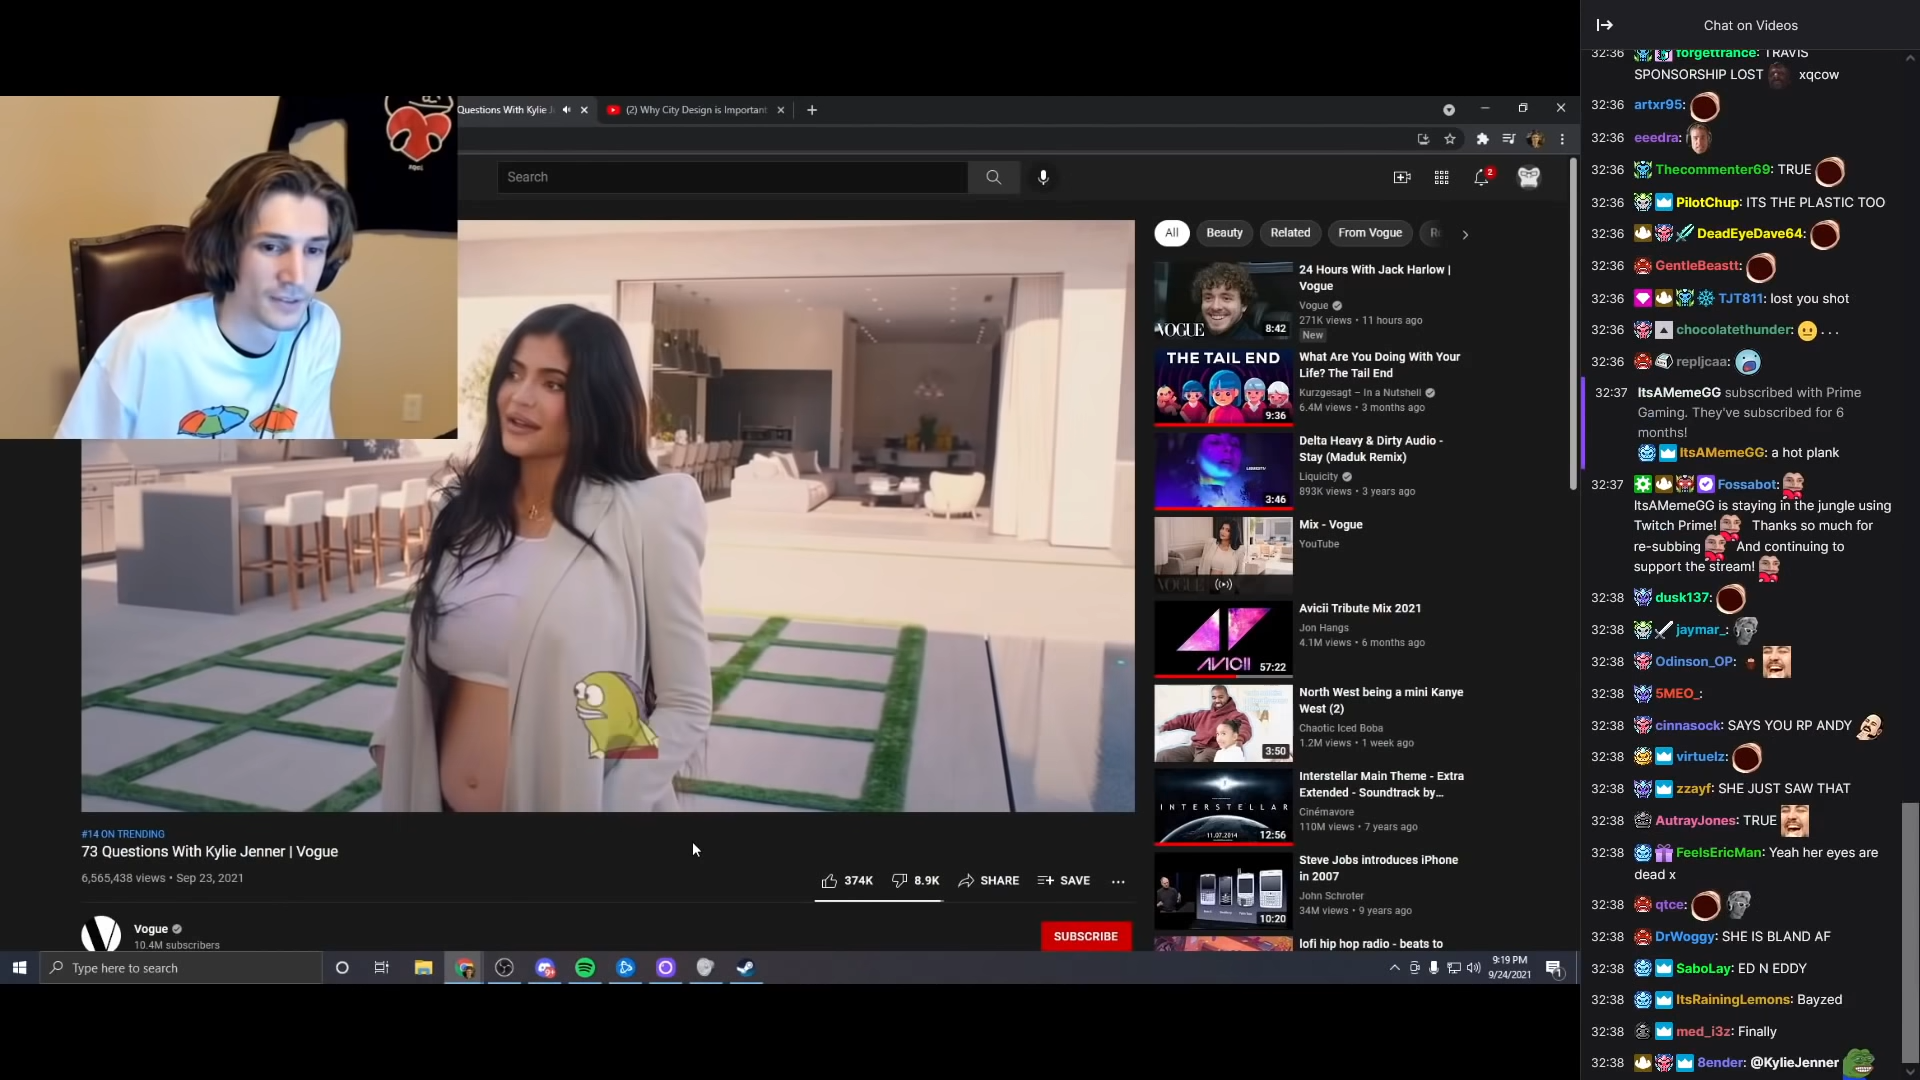 Questions With Kylie J
(2) Why City Design is Important
Search
2
All
Beauty
Related
From Vogue
24 Hours With Jack Harlow |
Vogue
Vogue
271K views • 11 hours ago
New
VOGUE
8:42
THE TAIL END
9:36
What Are You Doing With Your
Life? The Tail End
Kurzgesagt – In a Nutshell
6.4M views • 3 months ago
3:46
Delta Heavy & Dirty Audio -
Stay (Maduk Remix)
Liquicity
893K views • 3 years ago
VOGUE
Mix - Vogue
YouTube
AVICII
57:22
Avicii Tribute Mix 2021
Jon Hangs
4.1M views • 6 months ago
3:50
North West being a mini Kanye
West (2)
Chaotic Iced Boba
1.2M views • 1 week ago
INTERSTELLAR
11.07.2014
12:56
Interstellar Main Theme - Extra
Extended - Soundtrack by...
Cinémavore
110M views • 7 years ago
10:20
Steve Jobs introduces iPhone
in 2007
John Schroter
34M views • 9 years ago
lofi hip hop radio - beats to
#14 ON TRENDING
73 Questions With Kylie Jenner | Vogue
6,565,438 views • Sep 23, 2021
374K
8.9K
SHARE
SAVE
Vogue
10.4M subscribers
SUBSCRIBE
Type here to search
9:19 PM
9/24/2021
1
Chat on Videos
32:36 forgettrance: TRAVIS
SPONSORSHIP LOST xqcow
32:36 artxr95:
32:36 eeedra:
32:36 Thecommenter69: TRUE
32:36 PilotChup: ITS THE PLASTIC TOO
32:36 DeadEyeDave64:
32:36 GentleBeastt:
32:36 TJT811: lost you shot
32:36 chocolatethunder: . . .
32:36 repljcaa:
32:37 ItsAMemeGG subscribed with Prime
Gaming. They've subscribed for 6
months!
ItsAMemeGG: a hot plank
32:37 Fossabot:
ItsAMemeGG is staying in the jungle using
Twitch Prime! Thanks so much for
re-subbing And continuing to
support the stream!
32:38 dusk137:
32:38 jaymar_:
32:38 Odinson_OP:
32:38 5MEO_:
32:38 cinnasock: SAYS YOU RP ANDY
32:38 virtuelz:
32:38 zzayf: SHE JUST SAW THAT
32:38 AutrayJones: TRUE
32:38 FeelsEricMan: Yeah her eyes are
dead x
32:38 qtce:
32:38 DrWoggy: SHE IS BLAND AF
32:38 SaboLay: ED N EDDY
32:38 ItsRainingLemons: Bayzed
32:38 med_i3z: Finally
32:38 8ender: @KylieJenner